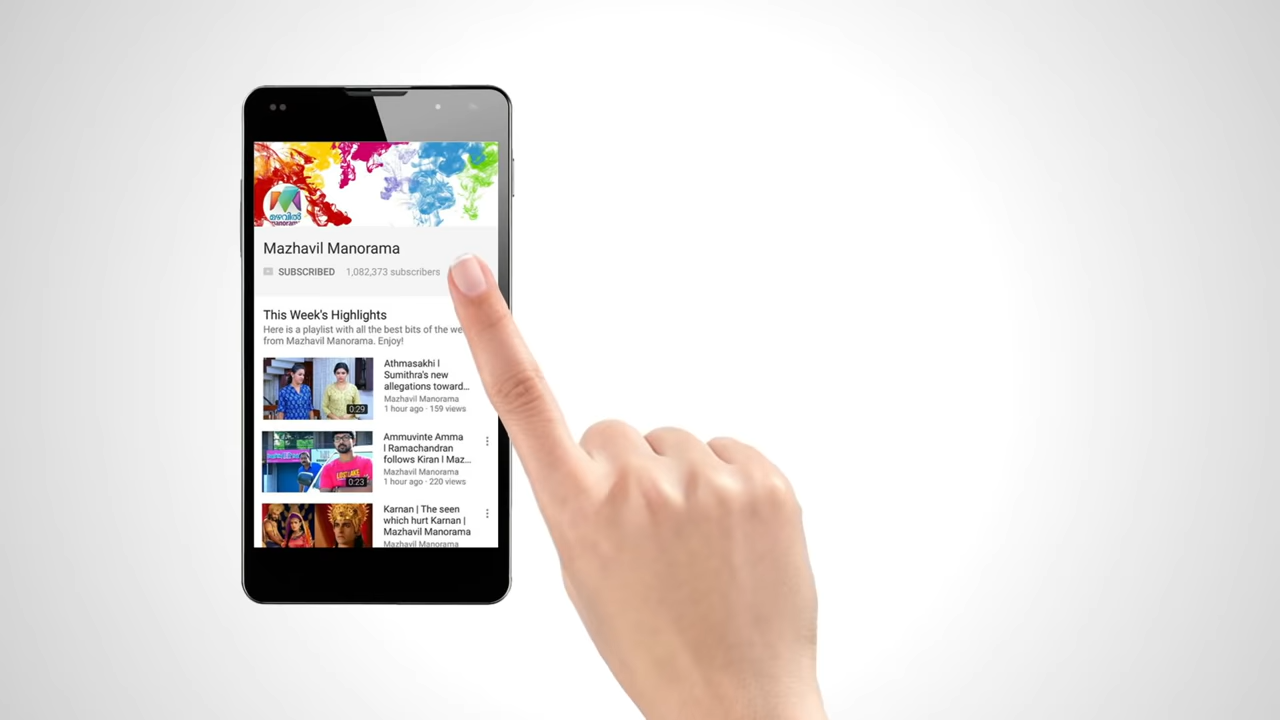 മഴവിൽ
manorama
Mazhavil Manorama
SUBSCRIBED 1,082,373 subscribers
This Week's Highlights
Here is a playlist with all the best bits of the we
from Mazhavil Manorama. Enjoy!
Athmasakhi l
Sumithra's new
allegations toward...
Mazhavil Manorama
1 hour ago · 159 views
0:29
Ammuvinte Amma
l Ramachandran
follows Kiran l Maz...
Mazhavil Manorama
1 hour ago · 220 views
0:23
Karnan | The seen
which hurt Karnan |
Mazhavil Manorama
Mazhavil Manorama